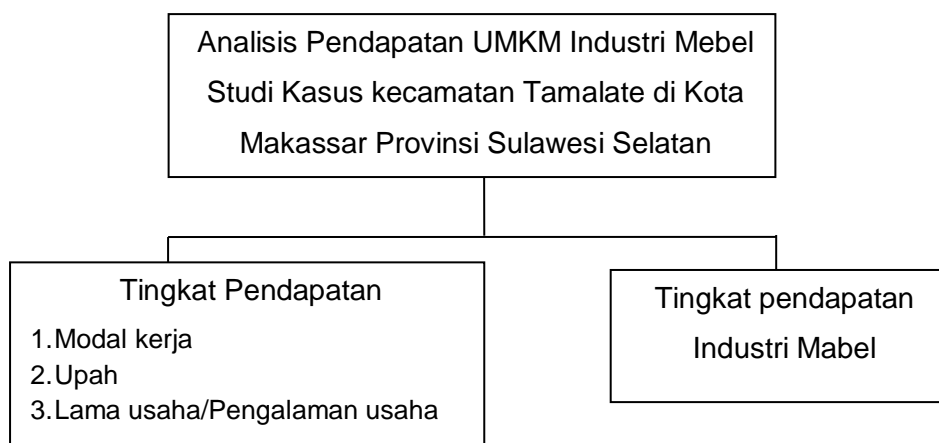 Analisis Pendapatan UMKM Industri Mebel
Studi Kasus kecamatan Tamalate di Kota
Makassar Provinsi Sulawesi Selatan
Tingkat Pendapatan
1.Modal kerja
2.Upah
3.Lama usaha/Pengalaman usaha
Tingkat pendapatan
Industri Mabel